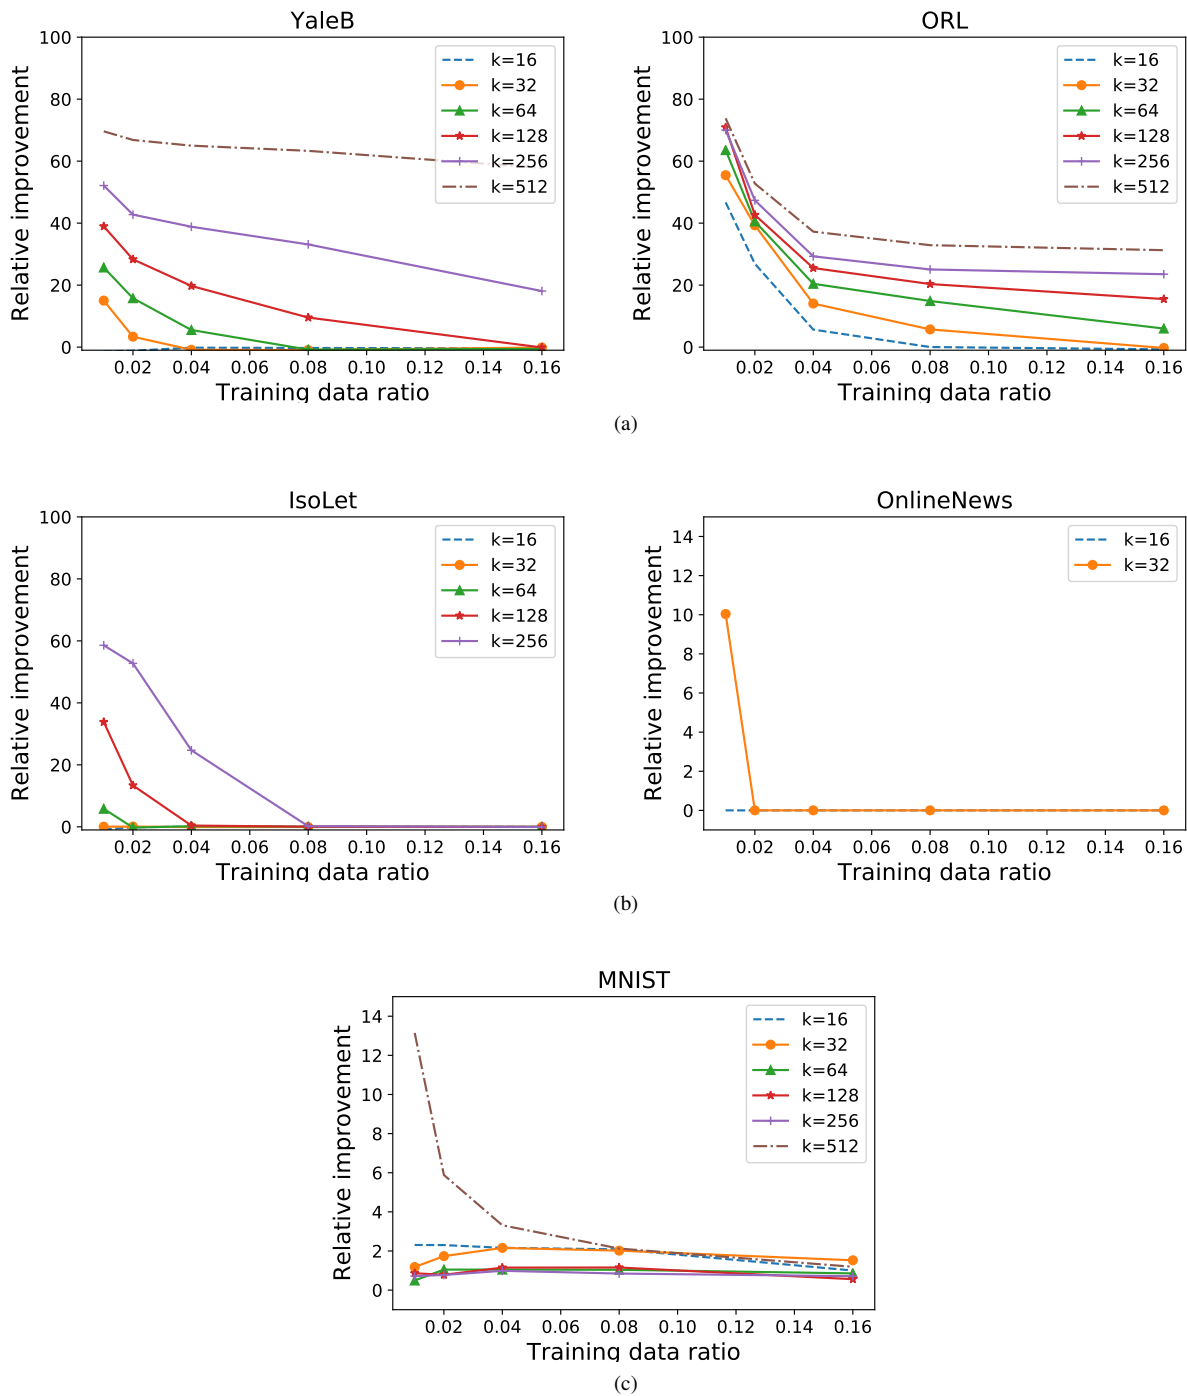 YaleB
Relative improvement
100
80
60
40
20
0
k=16
k=32
k=64
k=128
k=256
k=512
0.02 0.04 0.06 0.08 0.10 0.12 0.14 0.16
Training data ratio
ORL
Relative improvement
100
80
60
40
20
0
k=16
k=32
k=64
k=128
k=256
k=512
0.02 0.04 0.06 0.08 0.10 0.12 0.14 0.16
Training data ratio
(a)
IsoLet
Relative improvement
100
80
60
40
20
0
k=16
k=32
k=64
k=128
k=256
0.02 0.04 0.06 0.08 0.10 0.12 0.14 0.16
Training data ratio
OnlineNews
Relative improvement
14
12
10
8
6
4
2
0
k=16
k=32
0.02 0.04 0.06 0.08 0.10 0.12 0.14 0.16
Training data ratio
(b)
MNIST
Relative improvement
14
12
10
8
6
4
2
0
k=16
k=32
k=64
k=128
k=256
k=512
0.02 0.04 0.06 0.08 0.10 0.12 0.14 0.16
Training data ratio
(c)